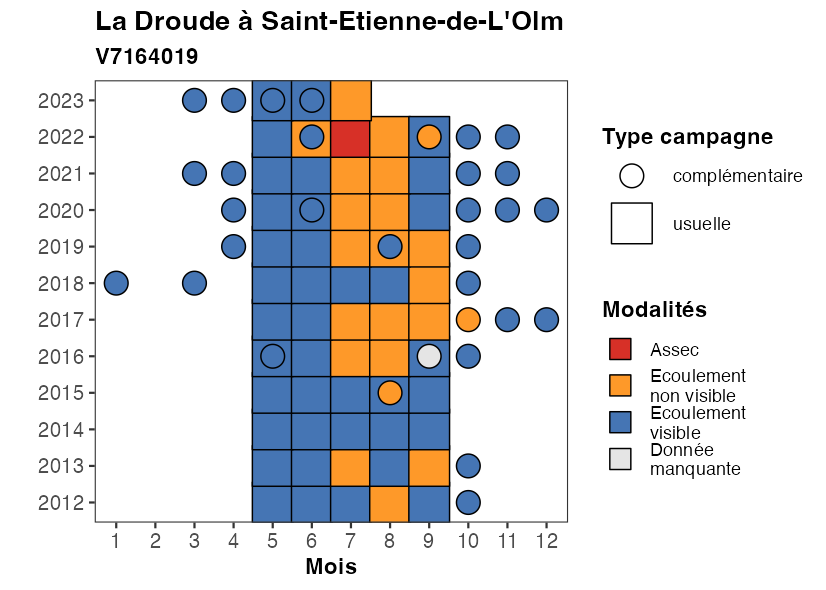 La Droude à Saint-Etienne-de-L'Olm
V7164019
2023
2022
2021
2020
2019
2018
2017
2016
2015
2014
2013
2012
1 2 3 4 5 6 7 8 9 10 11 12
Mois
Type campagne
complémentaire
usuelle
Modalités
Assec
Ecoulement
non visible
Ecoulement
visible
Donnée
manquante